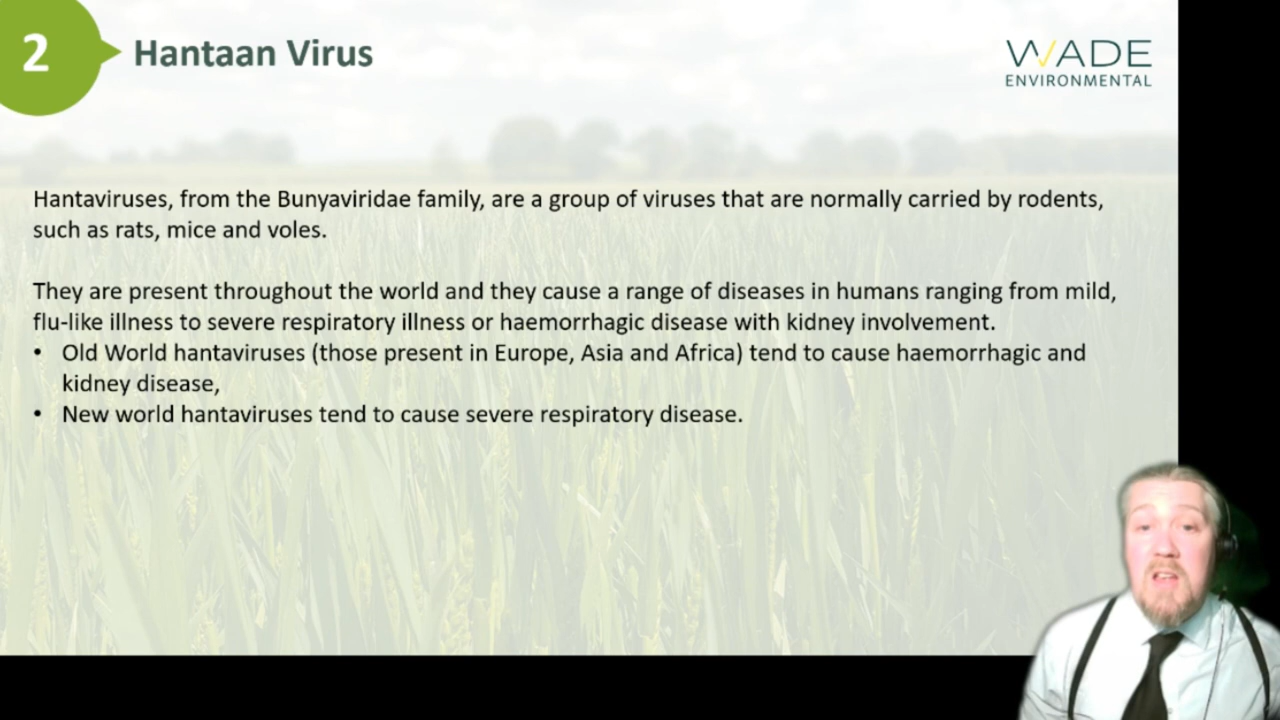 2
Hantaan Virus
WADE
ENVIRONMENTAL
Hantaviruses, from the Bunyaviridae family, are a group of viruses that are normally carried by rodents,
such as rats, mice and voles.
They are present throughout the world and they cause a range of diseases in humans ranging from mild,
flu-like illness to severe respiratory illness or haemorrhagic disease with kidney involvement.
• Old World hantaviruses (those present in Europe, Asia and Africa) tend to cause haemorrhagic and
kidney disease,
• New world hantaviruses tend to cause severe respiratory disease.